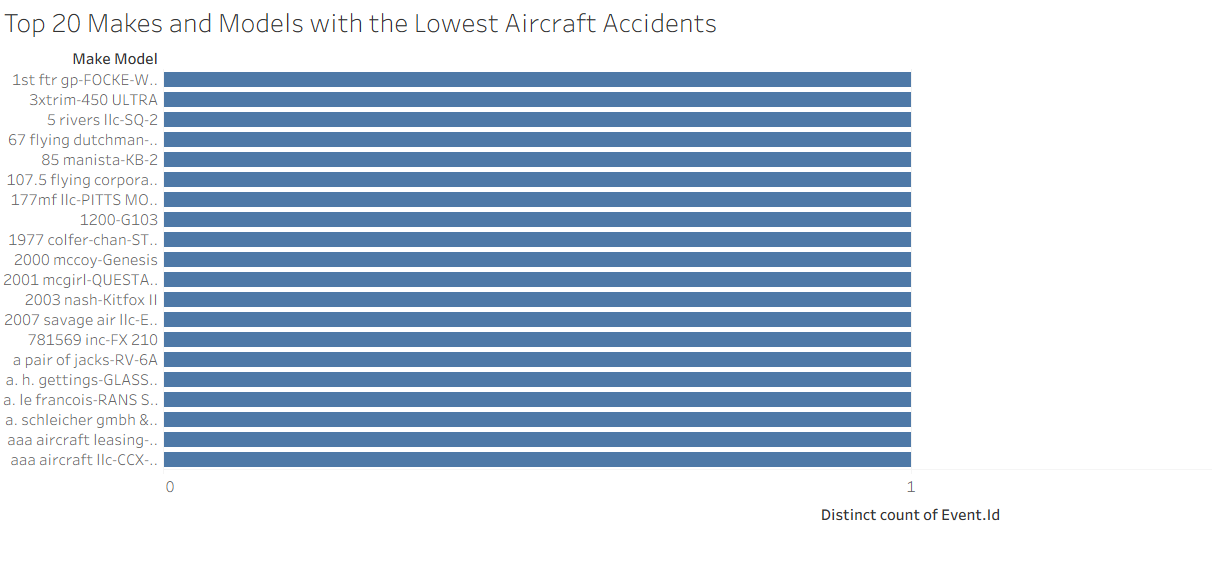 Top 20 Makes and Models with the Lowest Aircraft Accidents
Make Model
1st ftr gp-FOCKE-W..
3xtrim-450 ULTRA
5 rivers llc-SQ-2
67 flying dutchman-..
85 manista-KB-2
107.5 flying corpora..
177mf llc-PITTS MO..
1200-G103
1977 colfer-chan-ST..
2000 mccoy-Genesis
2001 mcgirl-QUESTA..
2003 nash-Kitfox II
2007 savage air llc-E..
781569 inc-FX 210
a pair of jacks-RV-6A
a. h. gettings-GLASS..
a. le francois-RANS S..
a. schleicher gmbh &..
aaa aircraft leasing-..
aaa aircraft llc-CCX-..
0 1
Distinct count of Event.Id